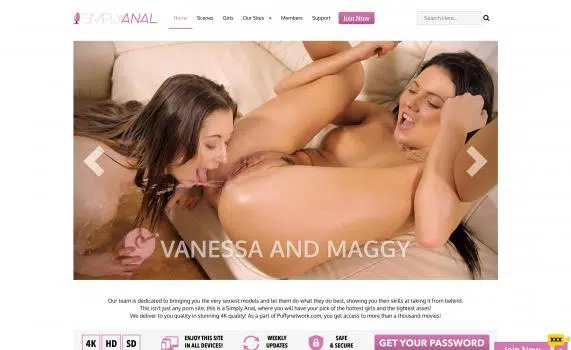 SIMPLYANAL
Home Scenes Girls Our Sites Members Support Join Now Search Here...
VANESSA AND MAGGY
Our team is dedicated to bringing you the very sexiest models and let them do what they do best, showing you their skills at taking it from behind.
This isn't just any porn site, this is a Simply Anal, where you will have your pick of the hottest girls and the tightest asses!
We deliver to you quality in stunning 4K quality! As a part of Puffynetwork.com, you get access to more than a thousand movies!
4K HD SD ENJOY THIS SITE WEEKLY SAFE GET YOUR PASSWORD XXX
IN ALL DEVICES! UPDATES & SECURE Join Now